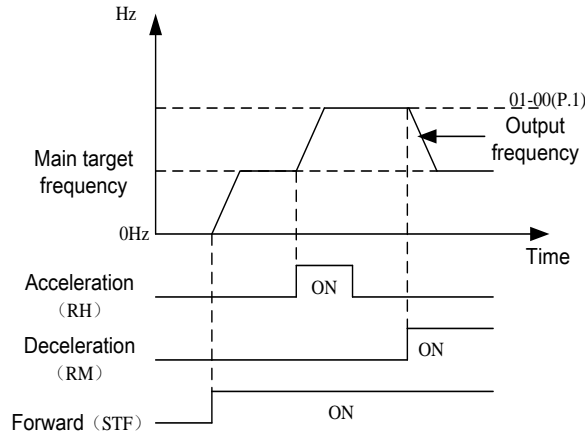 Hz
01-00(P.1)
Output
frequency
Main target
frequency
0Hz
Time
Acceleration
（RH）
ON
Deceleration
（RM）
ON
Forward（STF）
ON